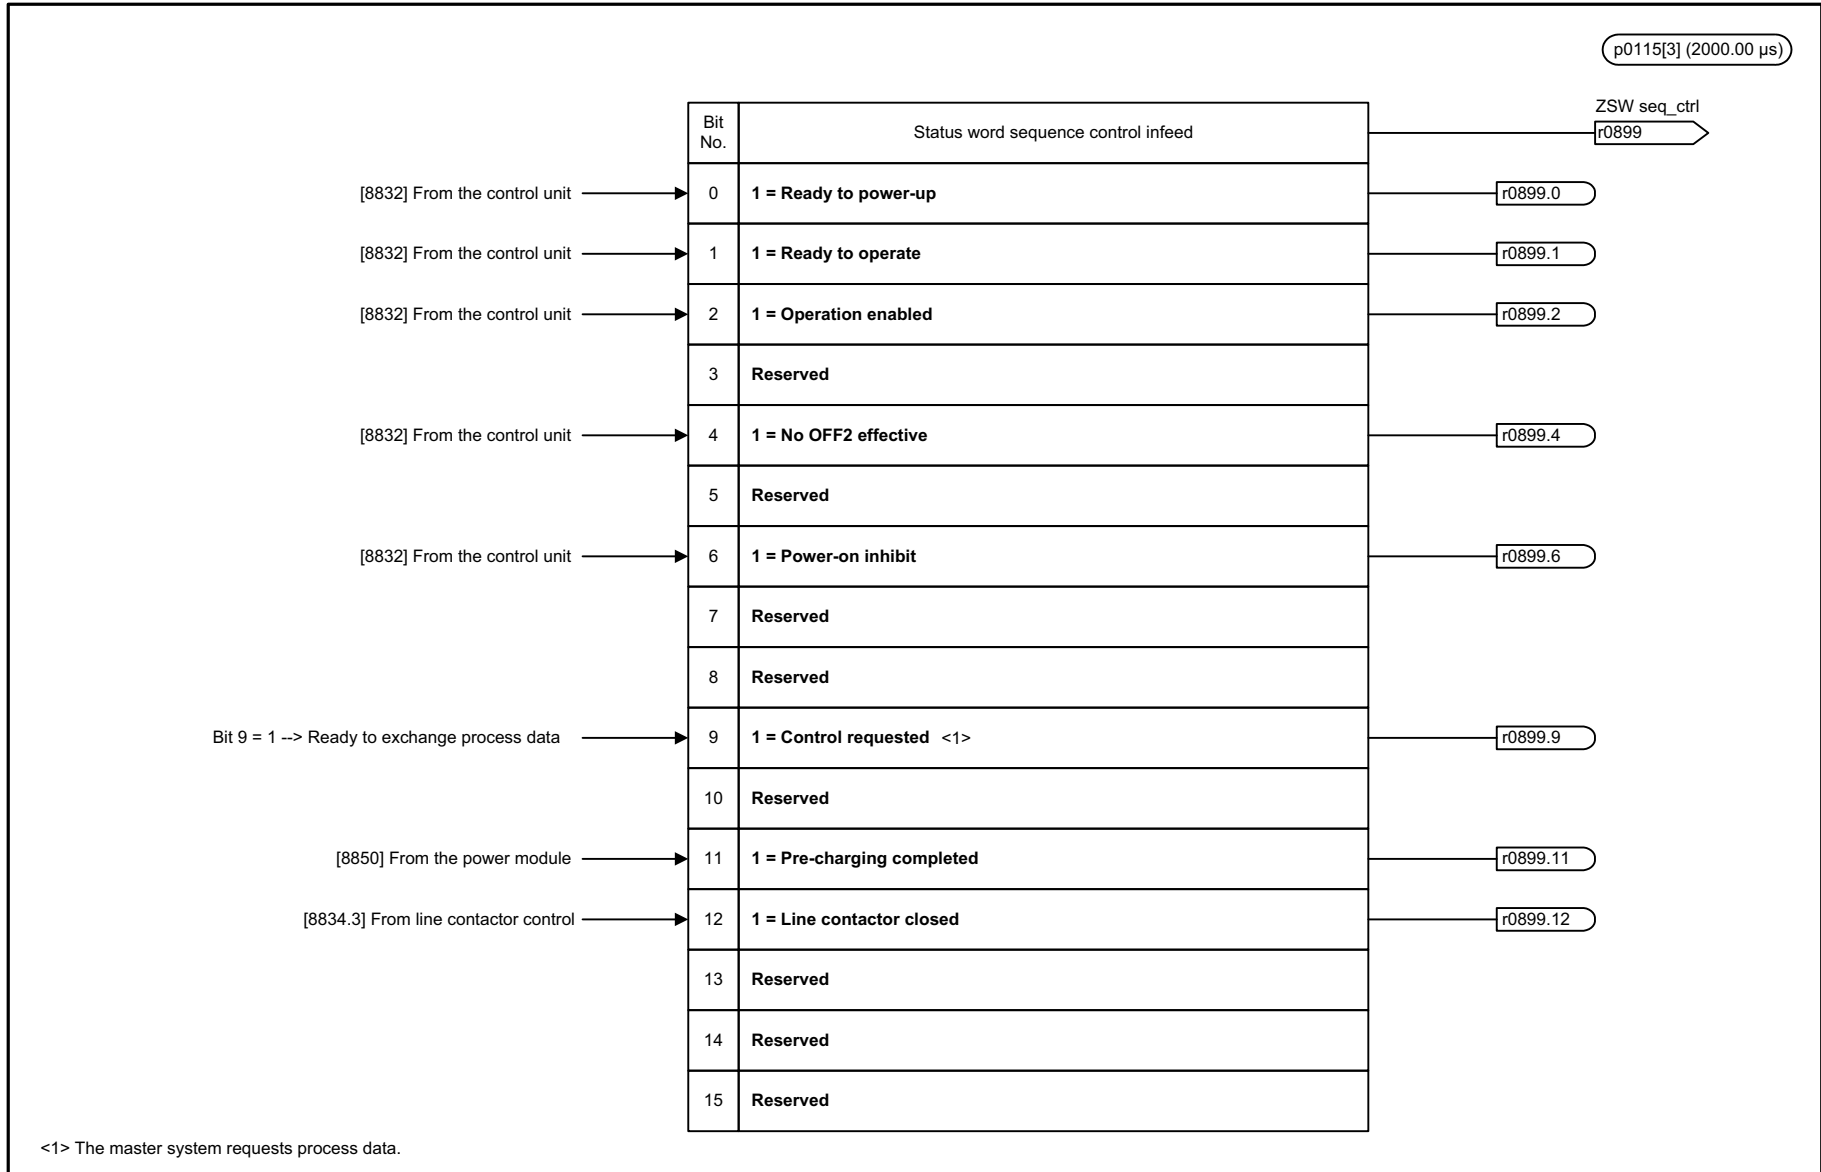 p0115[3] (2000.00 µs)
ZSW seq_ctrl
Bit No. Status word sequence control infeed r0899
[8832] From the control unit 0 1 = Ready to power-up r0899.0
[8832] From the control unit 1 1 = Ready to operate r0899.1
[8832] From the control unit 2 1 = Operation enabled r0899.2
3 Reserved
[8832] From the control unit 4 1 = No OFF2 effective r0899.4
5 Reserved
[8832] From the control unit 6 1 = Power-on inhibit r0899.6
7 Reserved
8 Reserved
Bit 9 = 1 --> Ready to exchange process data 9 1 = Control requested <1> r0899.9
10 Reserved
[8850] From the power module 11 1 = Pre-charging completed r0899.11
[8834.3] From line contactor control 12 1 = Line contactor closed r0899.12
13 Reserved
14 Reserved
15 Reserved
<1> The master system requests process data.